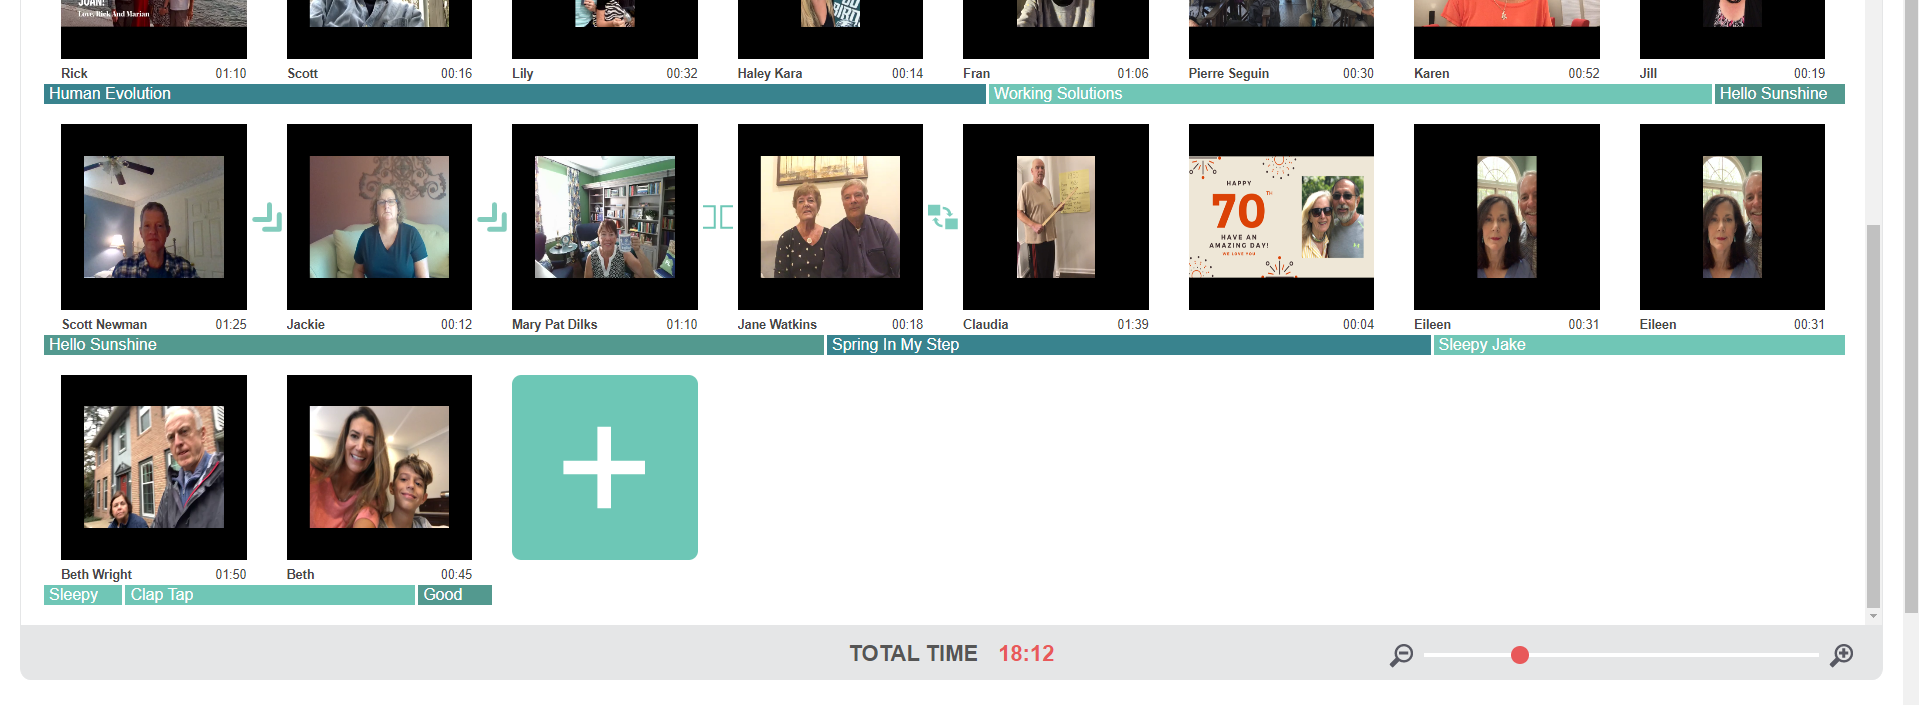 JOAN!
Love, Rick And Marian
Rick 01:10
Scott 00:16
Lily 00:32
Haley Kara 00:14
Fran 01:06
Pierre Seguin 00:30
Karen 00:52
Jill 00:19
Human Evolution
Working Solutions
Hello Sunshine
HAPPY
70TH
HAVE AN
AMAZING DAY!
WE LOVE YOU
Scott Newman 01:25
Jackie 00:12
Mary Pat Dilks 01:10
Jane Watkins 00:18
Claudia 01:39
00:04
Eileen 00:31
Eileen 00:31
Hello Sunshine
Spring In My Step
Sleepy Jake
Beth Wright 01:50
Beth 00:45
Sleepy
Clap Tap
Good
TOTAL TIME 18:12